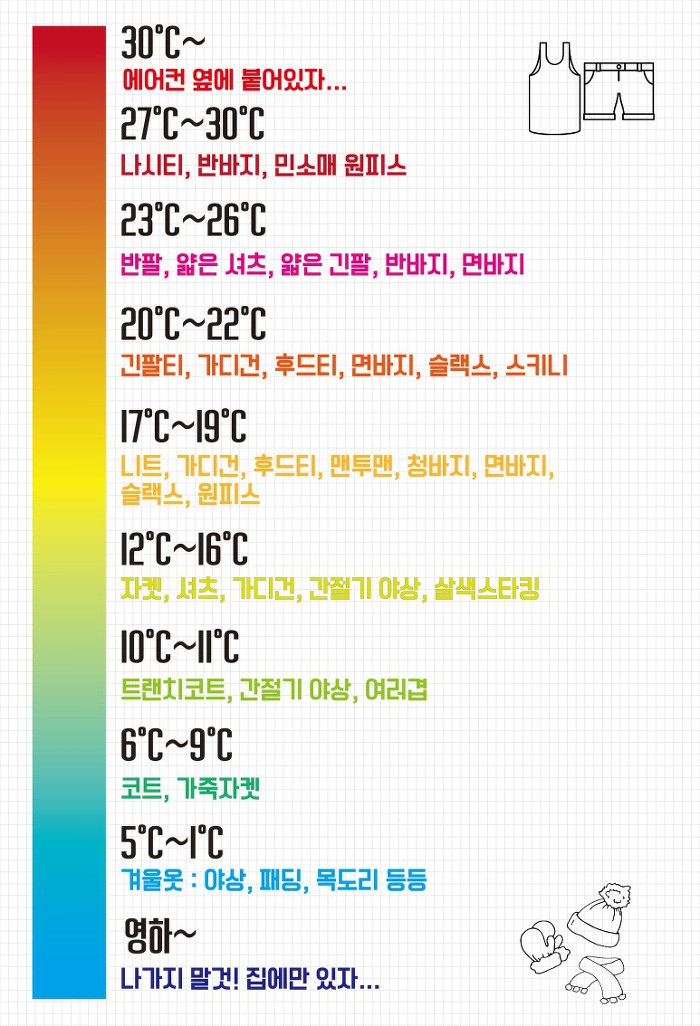 30℃~
에어컨 옆에 붙어있자...
27℃~30℃
나시티, 반바지, 민소매 원피스
23℃~26℃
반팔, 얇은 셔츠, 얇은 긴팔, 반바지, 면바지
20℃~22℃
긴팔티, 가디건, 후드티, 면바지, 슬랙스, 스키니
17℃~19℃
니트, 가디건, 후드티, 맨투맨, 청바지, 면바지,
슬랙스, 원피스
12℃~16℃
자켓, 셔츠, 가디건, 간절기 야상, 살색스타킹
10℃~11℃
트랜치코트, 간절기 야상, 여러겹
6℃~9℃
코트, 가죽자켓
5℃~1℃
겨울옷 : 야상, 패딩, 목도리 등등
영하~
나가지 말것! 집에만 있자...